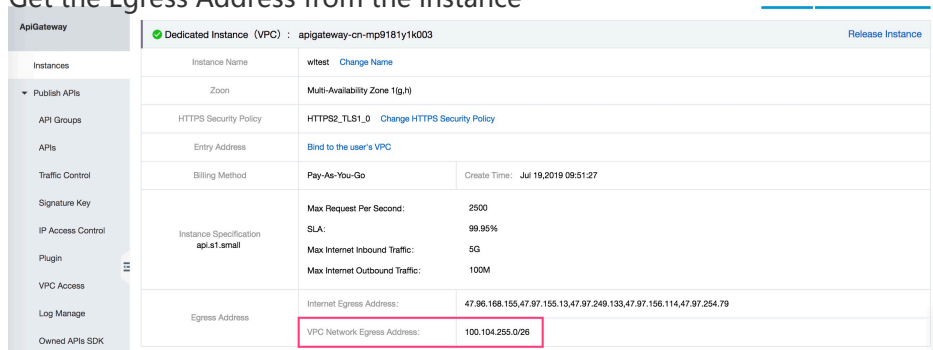 Get the Egress Address from the Instance
ApiGateway
Instances
Publish APIs
API Groups
APIs
Traffic Control
Signature Key
IP Access Control
Plugin
VPC Access
Log Manage
Owned APIs SDK
Dedicated Instance（VPC）： apigateway-cn-mp9181y1k003 Release Instance
Instance Name wltest Change Name
Zoon Multi-Availability Zone 1(g,h)
HTTPS Security Policy HTTPS2_TLS1_0 Change HTTPS Security Policy
Entry Address Bind to the user's VPC
Billing Method Pay-As-You-Go Create Time： Jul 19,2019 09:51:27
Instance Specification
api.s1.small
Max Request Per Second： 2500
SLA： 99.95%
Max Internet Inbound Traffic： 5G
Max Internet Outbound Traffic： 100M
Egress Address
Internet Egress Address： 47.96.168.155,47.97.155.13,47.97.249.133,47.97.156.114,47.97.254.79
VPC Network Egress Address： 100.104.255.0/26